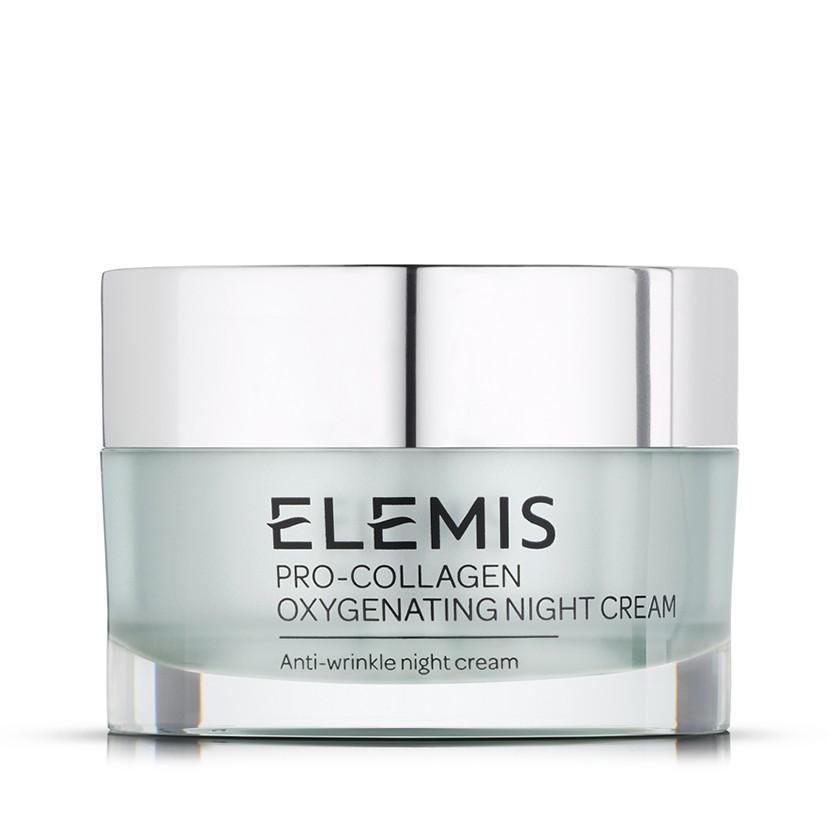 ELEMIS
PRO-COLLAGEN
OXYGENATING NIGHT CREAM
Anti-wrinkle night cream